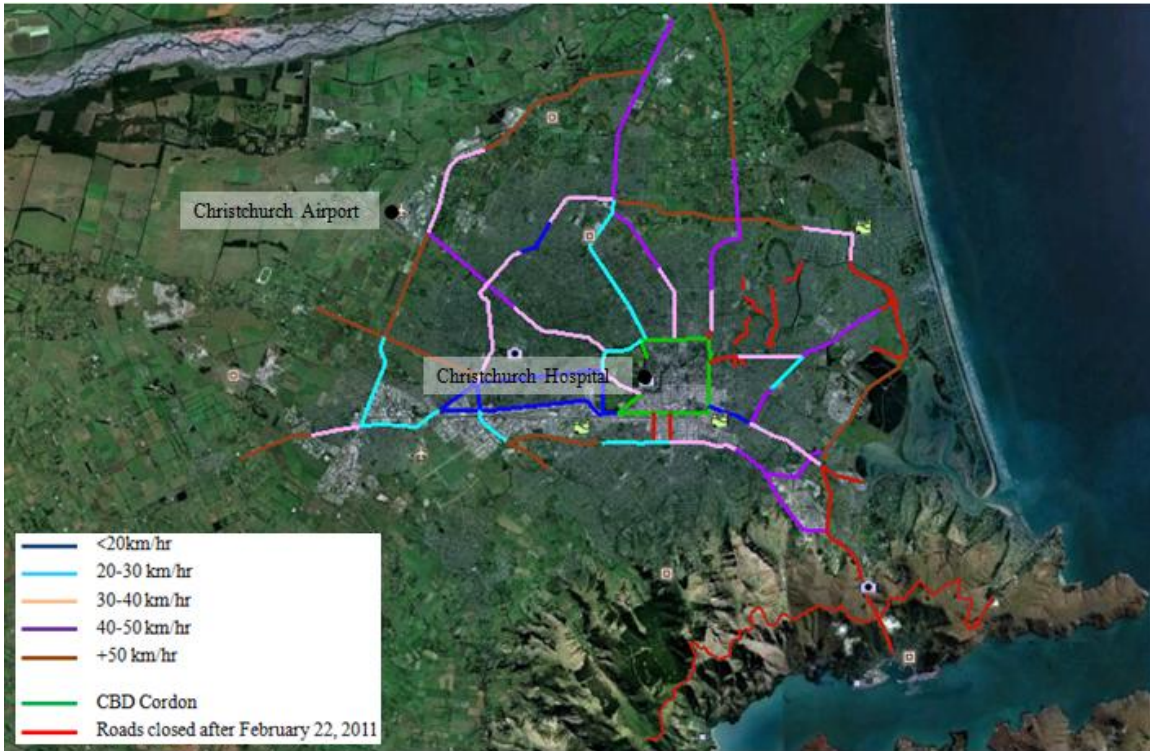 Christchurch Airport
Christchurch Hospital
<20km/hr
20-30 km/hr
30-40 km/hr
40-50 km/hr
+50 km/hr
CBD Cordon
Roads closed after February 22, 2011